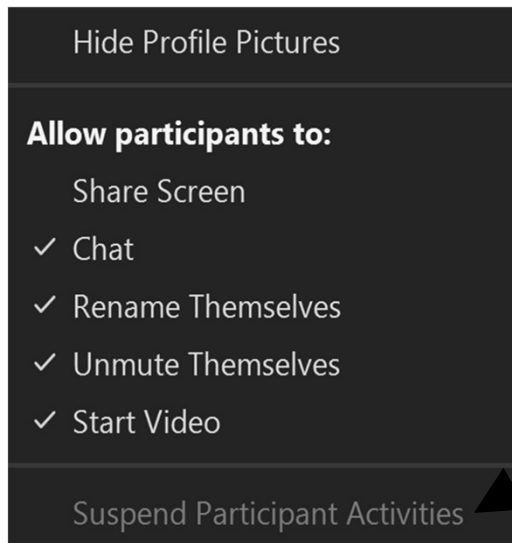 Hide Profile Pictures
Allow participants to:
Share Screen
Chat
Rename Themselves
Unmute Themselves
Start Video
Suspend Participant Activities